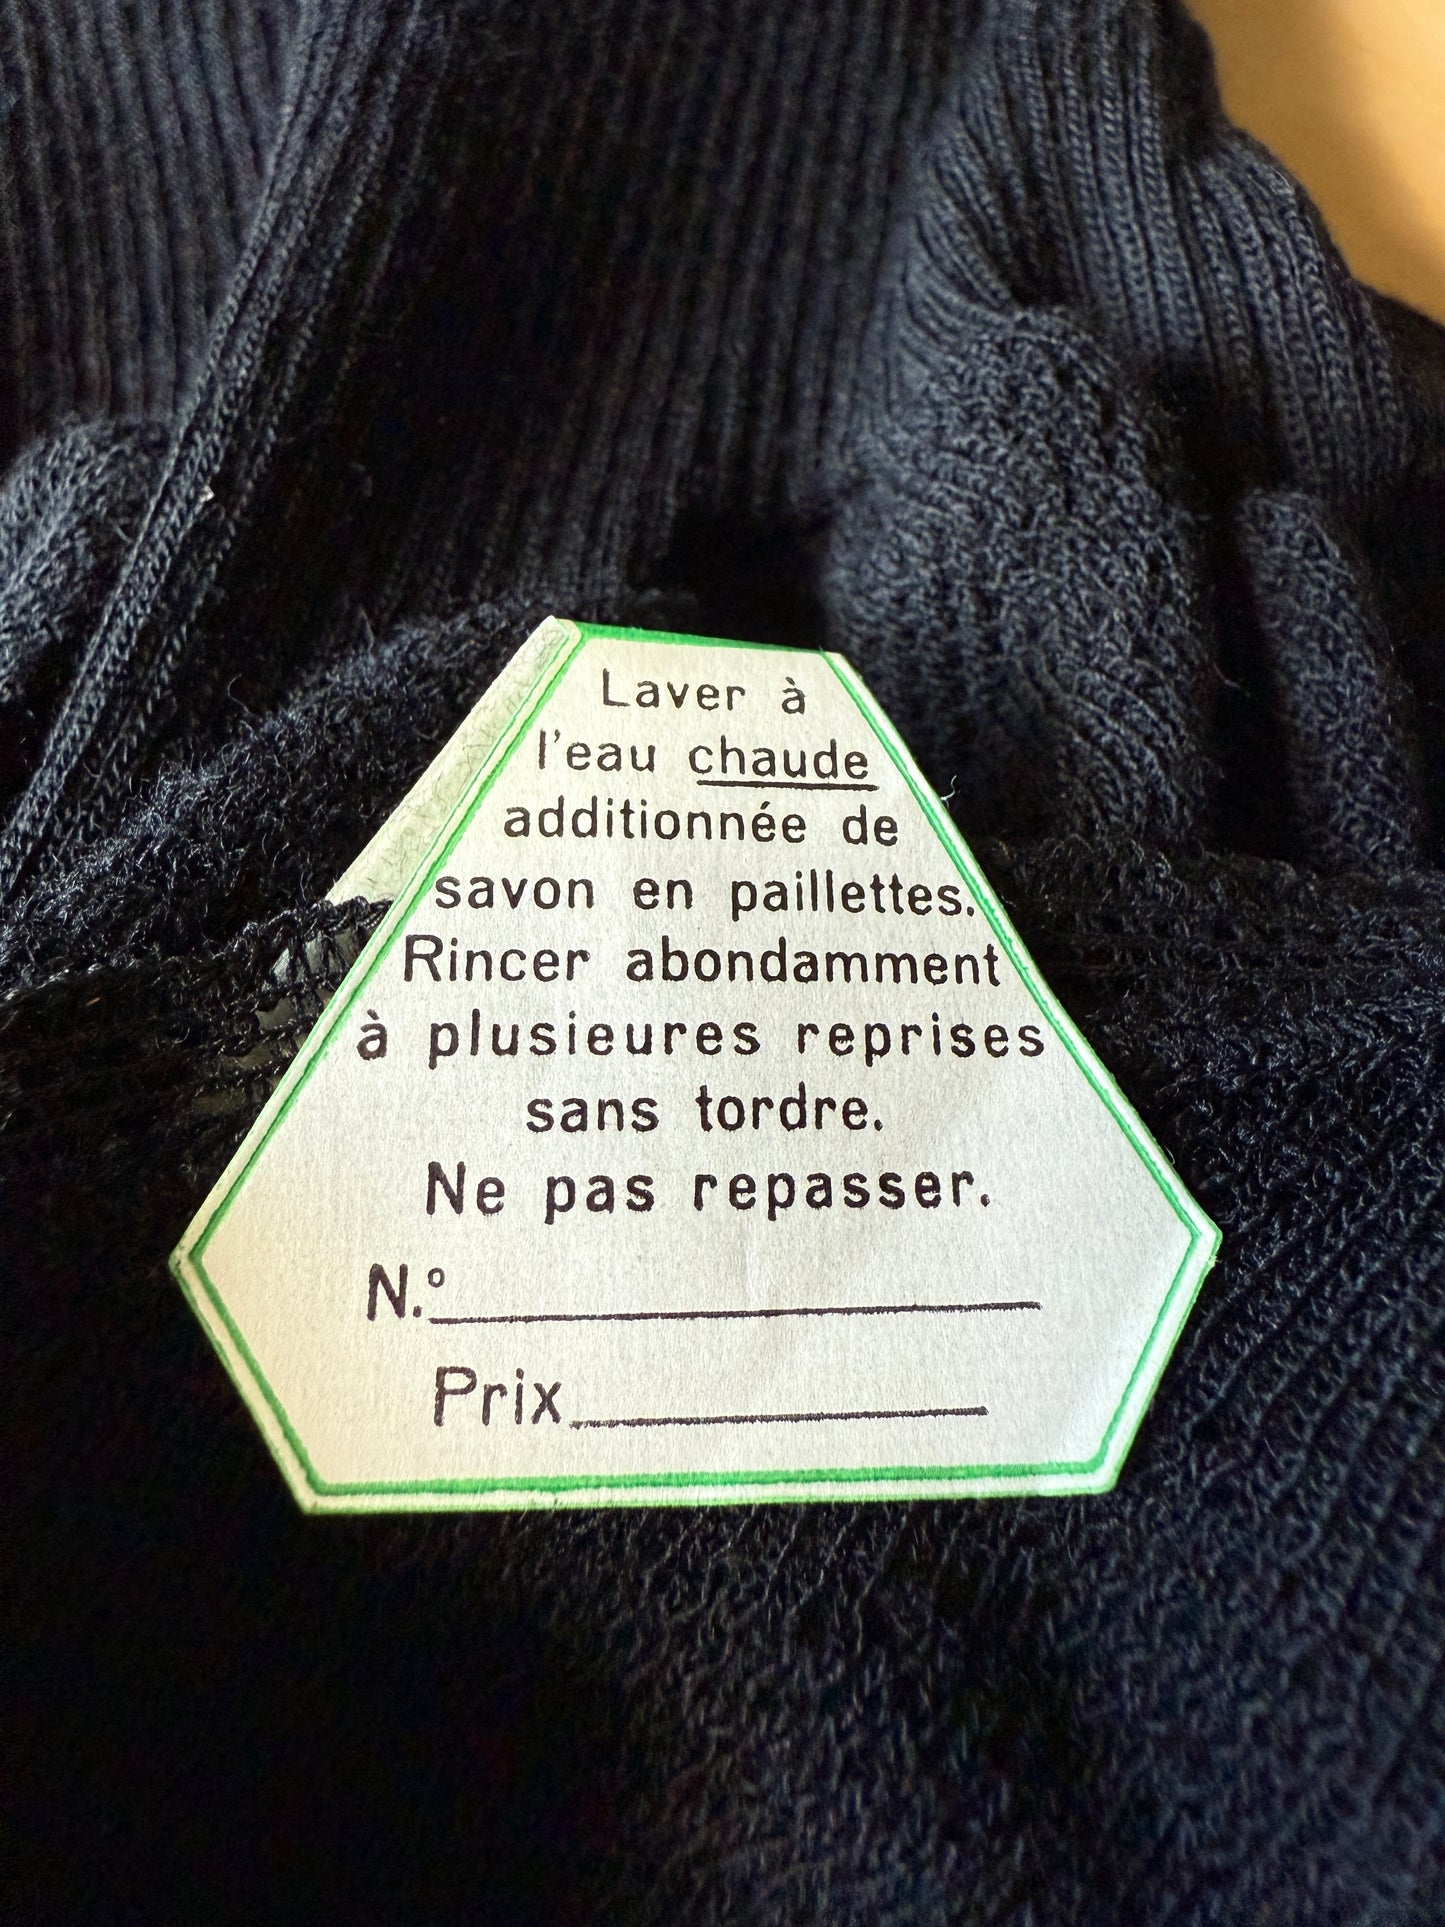 Laver à
l'eau chaude
additionnée de
savon en paillettes.
Rincer abondamment
à plusieures reprises
sans tordre.
Ne pas repasser.
N.º
Prix